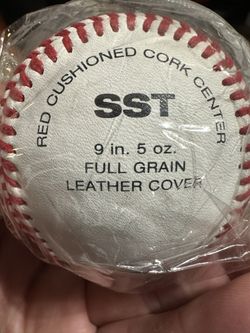 RED CUSHIONED CORK CENTER
SST
9 in. 5 oz.
FULL GRAIN
LEATHER COVER